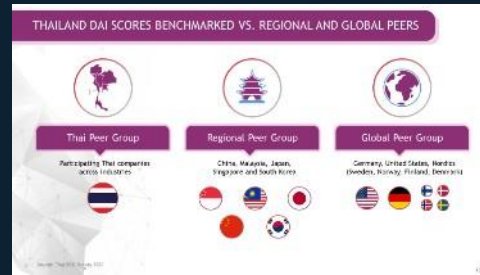 THAILAND DAI SCORES BENCHMARKED VS. REGIONAL AND GLOBAL PEERS
Thai Peer Group
Participating Thai companies
across industries
Regional Peer Group
China, Malaysia, Japan,
Singapore and South Korea
Global Peer Group
Germany, United States, Nordics
(Sweden, Norway, Finland, Denmark)